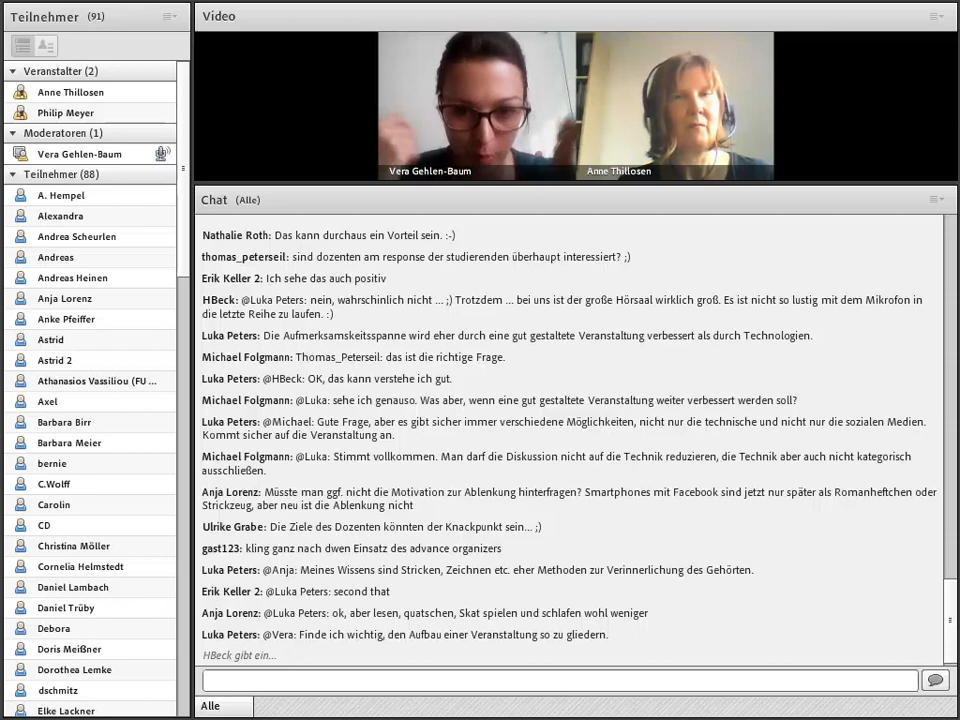 Teilnehmer (91)
Veranstalter (2)
Anne Thillosen
Philip Meyer
Moderatoren (1)
Vera Gehlen-Baum
Teilnehmer (88)
A. Hempel
Alexandra
Andrea Scheurlen
Andreas
Andreas Heinen
Anja Lorenz
Anke Pfeiffer
Astrid
Astrid 2
Athanasios Vassiliou (FU ...
Axel
Barbara Birr
Barbara Meier
bernie
C.Wolff
Carolin
CD
Christina Möller
Cornelia Helmstedt
Daniel Lambach
Daniel Trüby
Debora
Doris Meißner
Dorothea Lemke
dschmitz
Elke Lackner
Video
Vera Gehlen-Baum
Anne Thillosen
Chat (Alle)
Nathalie Roth: Das kann durchaus ein Vorteil sein. :-)
thomas_peterseil: sind dozenten am response der studierenden überhaupt interessiert? ;)
Erik Keller 2: Ich sehe das auch positiv
HBeck: @Luka Peters: nein, wahrschinlich nicht ... ;) Trotzdem ... bei uns ist der große Hörsaal wirklich groß. Es ist nicht so lustig mit dem Mikrofon in
die letzte Reihe zu laufen. :)
Luka Peters: Die Aufmerksamskeitsspanne wird eher durch eine gut gestaltete Veranstaltung verbessert als durch Technologien.
Michael Folgmann: Thomas_Peterseil: das ist die richtige Frage.
Luka Peters: @HBeck: OK, das kann verstehe ich gut.
Michael Folgmann: @Luka: sehe ich genauso. Was aber, wenn eine gut gestaltete Veranstaltung weiter verbessert werden soll?
Luka Peters: @Michael: Gute Frage, aber es gibt sicher immer verschiedene Möglichkeiten, nicht nur die technische und nicht nur die sozialen Medien.
Kommt sicher auf die Veranstaltung an.
Michael Folgmann: @Luka: Stimmt vollkommen. Man darf die Diskussion nicht auf die Technik reduzieren, die Technik aber auch nicht kategorisch
ausschließen.
Anja Lorenz: Müsste man ggf. nicht die Motivation zur Ablenkung hinterfragen? Smartphones mit Facebook sind jetzt nur später als Romanheftchen oder
Strickzeug, aber neu ist die Ablenkung nicht
Ulrike Grabe: Die Ziele des Dozenten könnten der Knackpunkt sein... ;)
gast123: kling ganz nach dwen Einsatz des advance organizers
Luka Peters: @Anja: Meines Wissens sind Stricken, Zeichnen etc. eher Methoden zur Verinnerlichung des Gehörten.
Erik Keller 2: @Luka Peters: second that
Anja Lorenz: @Luka Peters: ok, aber lesen, quatschen, Skat spielen und schlafen wohl weniger
Luka Peters: @Vera: Finde ich wichtig, den Aufbau einer Veranstaltung so zu gliedern.
HBeck gibt ein...
Alle